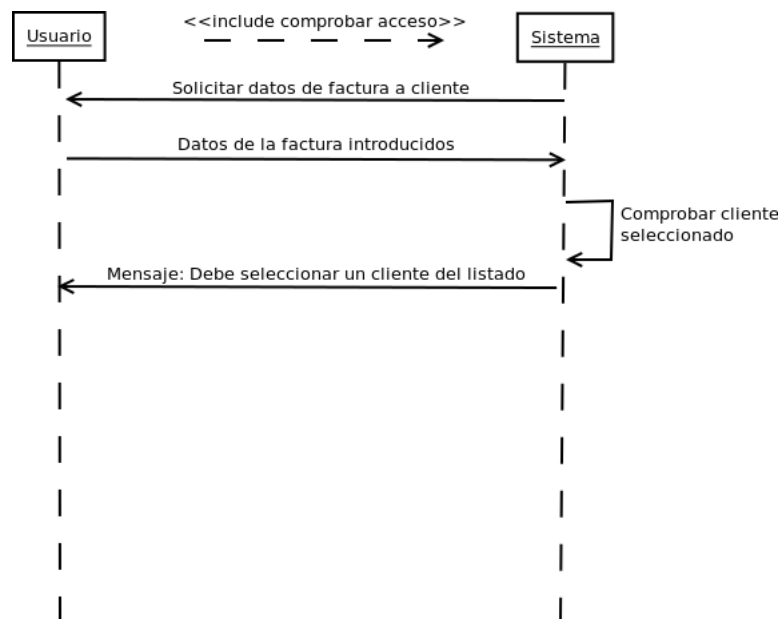 <<include comprobar acceso>>
Usuario
Sistema
Solicitar datos de factura a cliente
Datos de la factura introducidos
Comprobar cliente
seleccionado
Mensaje: Debe seleccionar un cliente del listado